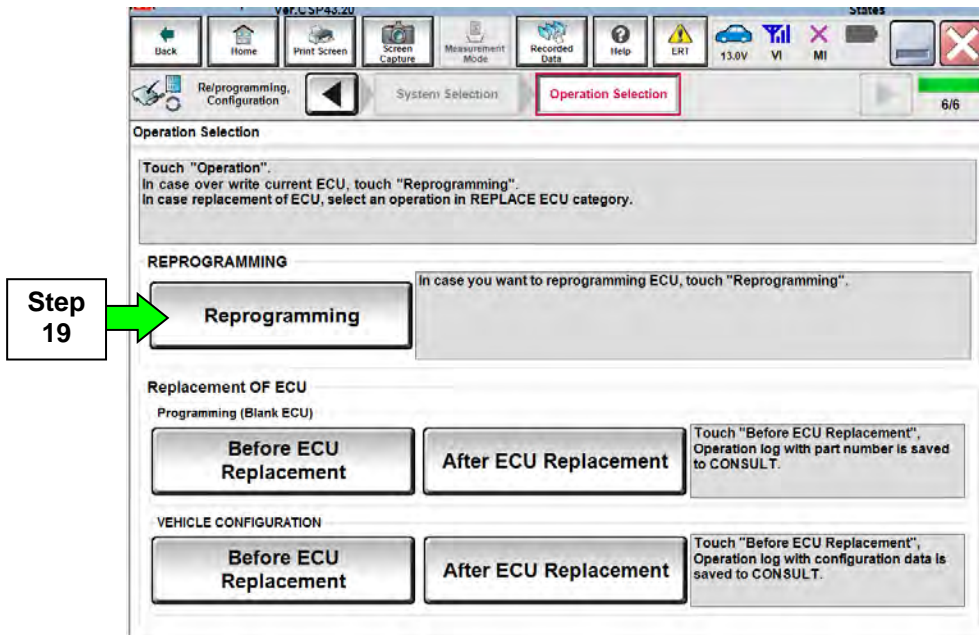 Ver.CSP43.20
States
Back
Home
Print Screen
Screen
Capture
Measurement
Mode
Recorded
Data
Help
ERT
13.0V
VI
MI
Re/programming,
Configuration
System Selection
Operation Selection
6/6
Operation Selection
Touch "Operation".
In case over write current ECU, touch "Reprogramming".
In case replacement of ECU, select an operation in REPLACE ECU category.
REPROGRAMMING
Step
19
Reprogramming
In case you want to reprogramming ECU, touch "Reprogramming".
Replacement OF ECU
Programming (Blank ECU)
Before ECU
Replacement
After ECU Replacement
Touch "Before ECU Replacement",
Operation log with part number is saved
to CONSULT.
VEHICLE CONFIGURATION
Before ECU
Replacement
After ECU Replacement
Touch "Before ECU Replacement",
Operation log with configuration data is
saved to CONSULT.